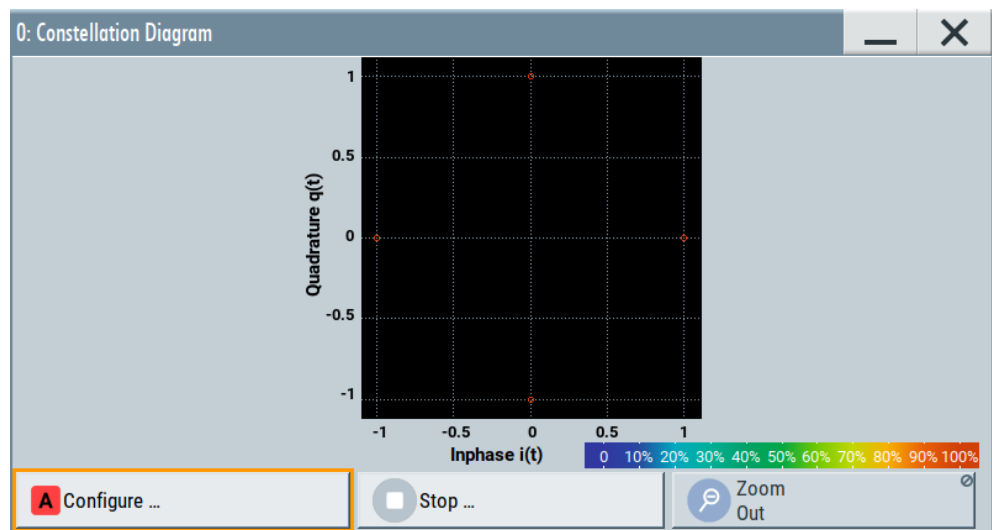 0: Constellation Diagram
1
0.5
0
-0.5
-1
Quadrature q(t)
-1 -0.5 0 0.5 1
Inphase i(t)
0 10% 20% 30% 40% 50% 60% 70% 80% 90% 100%
A Configure ...
Stop ...
Zoom
Out